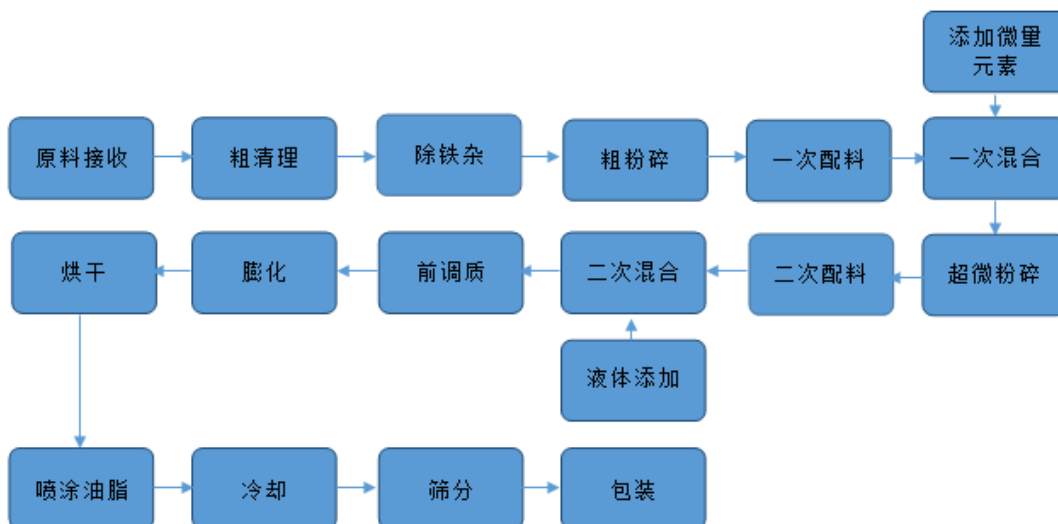 添加微量
元素
原料接收
粗清理
除铁杂
粗粉碎
一次配料
一次混合
烘干
膨化
前调质
二次混合
二次配料
超微粉碎
液体添加
喷涂油脂
冷却
筛分
包装